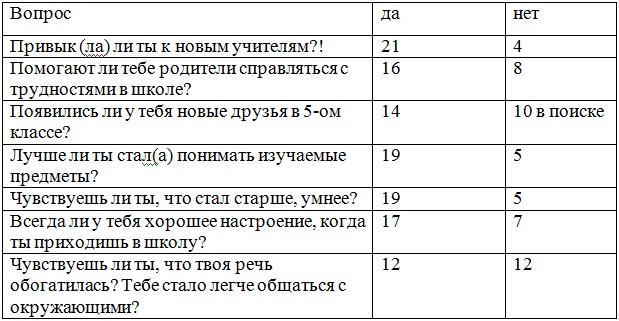 Вопрос да нет
Привык (ла) ли ты к новым учителям?! 21 4
Помогают ли тебе родители справляться с 16 8
трудностями в школе?
Появились ли у тебя новые друзья в 5-ом 14 10 в поиске
классе?
Лучше ли ты стал(а) понимать изучаемые 19 5
предметы?
Чувствуешь ли ты, что стал старше, умнее? 19 5
Всегда ли у тебя хорошее настроение, когда 17 7
ты приходишь в школу?
Чувствуешь ли ты, что твоя речь 12 12
обогатилась? Тебе стало легче общаться с
окружающими?